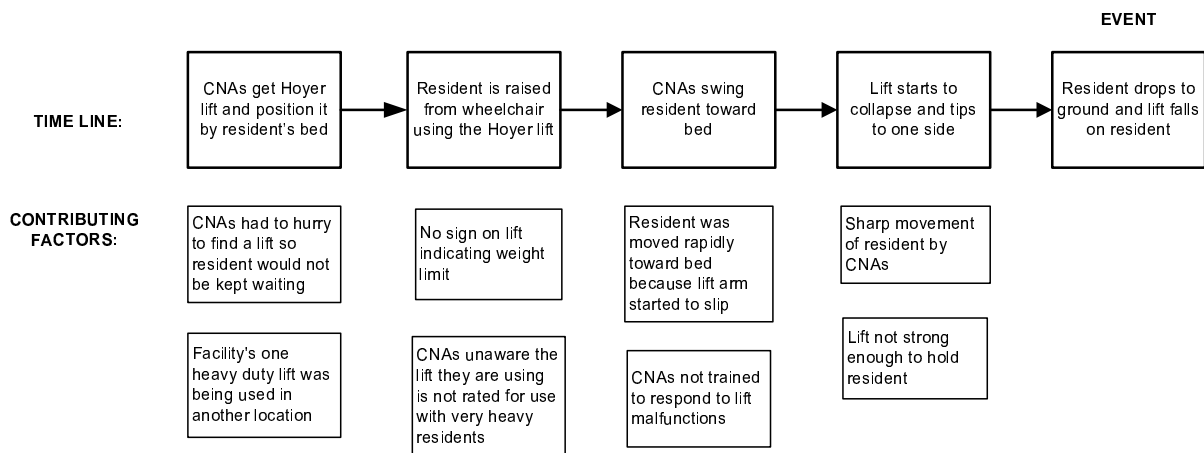 EVENT
TIME LINE:
CNAs get Hoyer
lift and position it
by resident's bed
Resident is raised
from wheelchair
using the Hoyer lift
CNAs swing
resident toward
bed
Lift starts to
collapse and tips
to one side
Resident drops to
ground and lift falls
on resident
CONTRIBUTING
FACTORS:
CNAs had to hurry
to find a lift so
resident would not
be kept waiting
No sign on lift
indicating weight
limit
Resident was
moved rapidly
toward bed
because lift arm
started to slip
Sharp movement
of resident by
CNAs
Facility's one
heavy duty lift was
being used in
another location
CNAs unaware the
lift they are using
is not rated for use
with very heavy
residents
CNAs not trained
to respond to lift
malfunctions
Lift not strong
enough to hold
resident